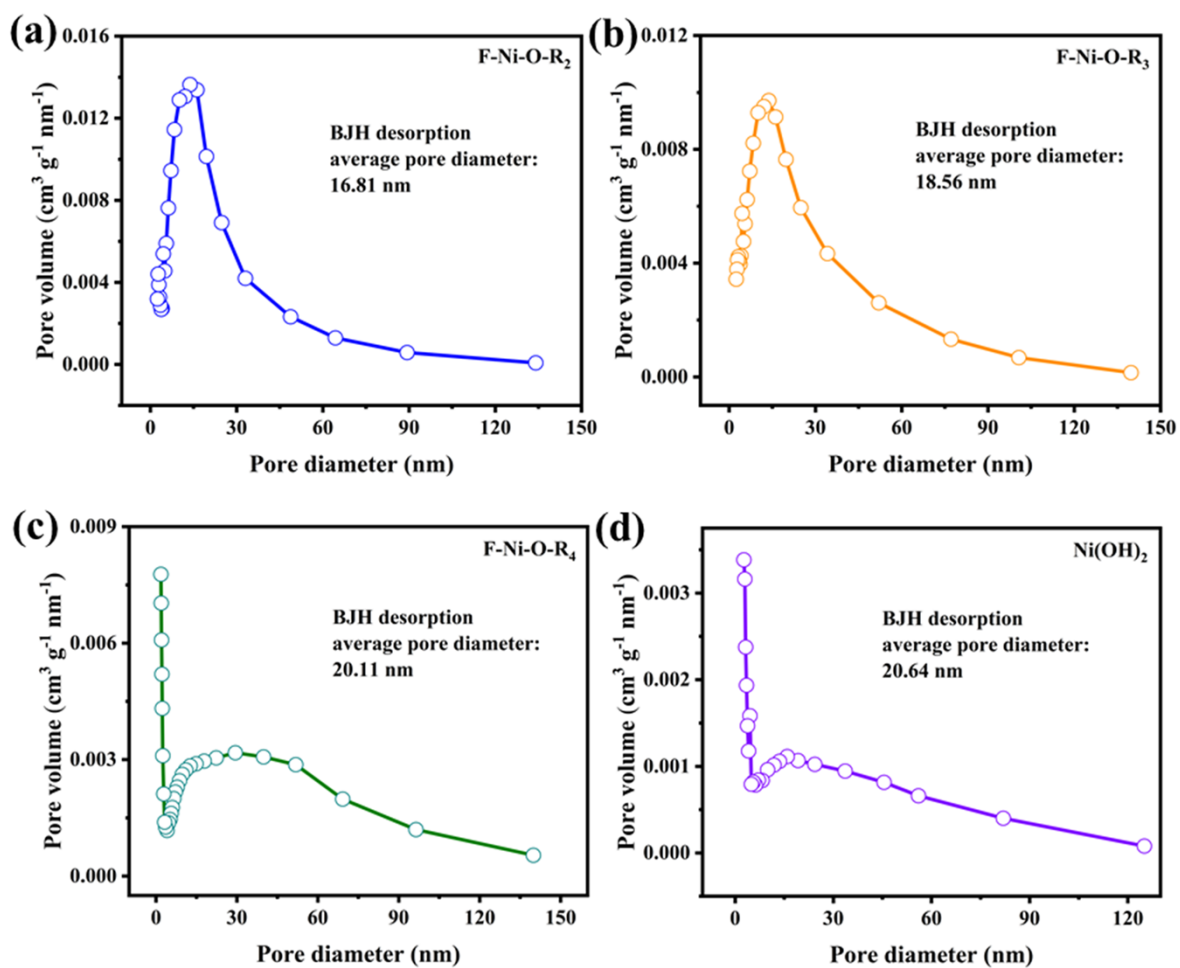 (a)
F-Ni-O-R2
BJH desorption
average pore diameter:
16.81 nm
Pore volume (cm3 g-1 nm-1)
0.016
0.012
0.008
0.004
0.000
0 30 60 90 120 150
Pore diameter (nm)
(b)
F-Ni-O-R3
BJH desorption
average pore diameter:
18.56 nm
Pore volume (cm3 g-1 nm-1)
0.012
0.008
0.004
0.000
0 30 60 90 120 150
Pore diameter (nm)
(c)
F-Ni-O-R4
BJH desorption
average pore diameter:
20.11 nm
Pore volume (cm3 g-1 nm-1)
0.009
0.006
0.003
0.000
0 30 60 90 120 150
Pore diameter (nm)
(d)
Ni(OH)2
BJH desorption
average pore diameter:
20.64 nm
Pore volume (cm3 g-1 nm-1)
0.003
0.002
0.001
0.000
0 30 60 90 120
Pore diameter (nm)